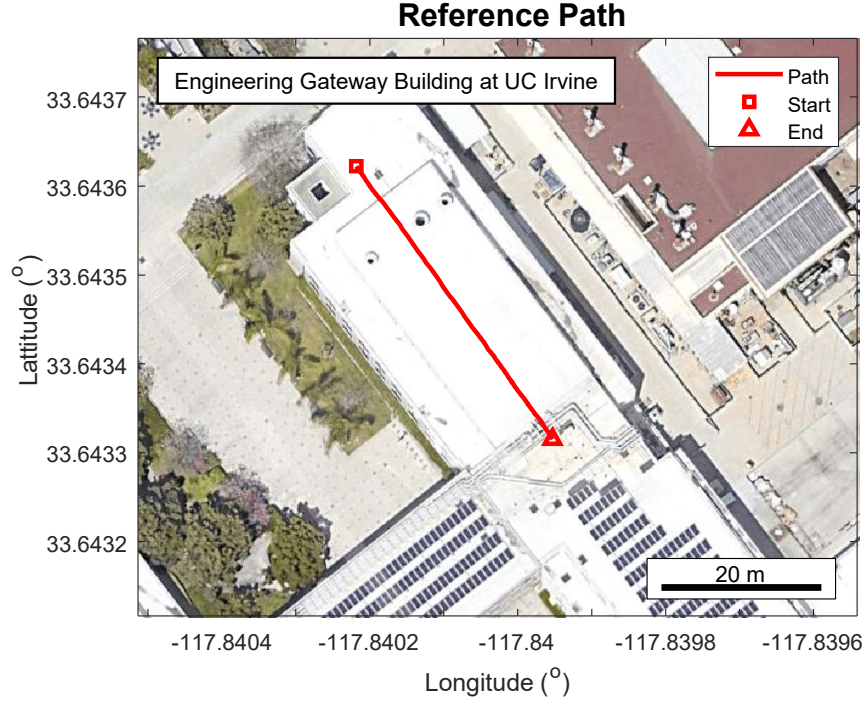 Reference Path
Engineering Gateway Building at UC Irvine
Path
Start
End
33.6437
33.6436
33.6435
33.6434
33.6433
33.6432
Lattitude (°)
20 m
-117.8404
-117.8402
-117.84
-117.8398
-117.8396
Longitude (°)